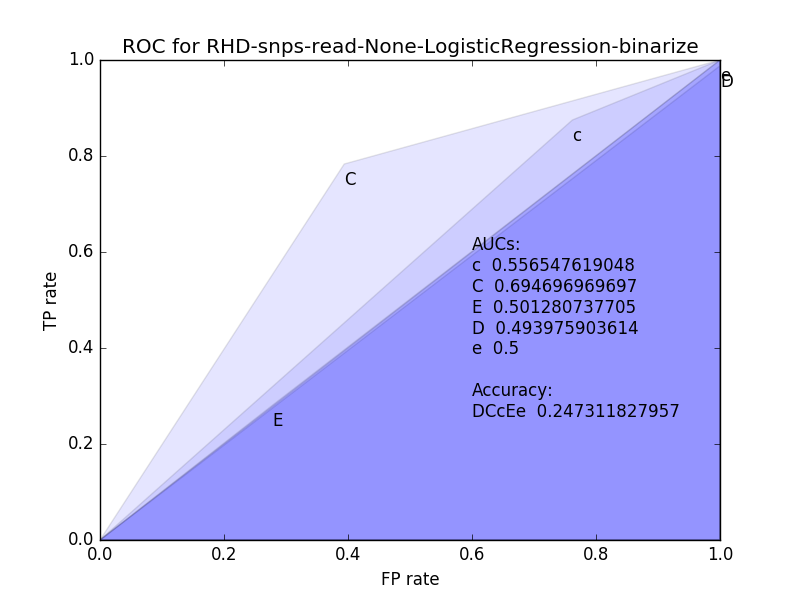 ROC for RHD-snps-read-None-LogisticRegression-binarize
1.0
0.8
0.6
0.4
0.2
0.0
TP rate
e
D
c
C
E
AUCs:
c 0.556547619048
C 0.694696969697
E 0.501280737705
D 0.493975903614
e 0.5
Accuracy:
DCcEe 0.247311827957
0.0 0.2 0.4 0.6 0.8 1.0
FP rate